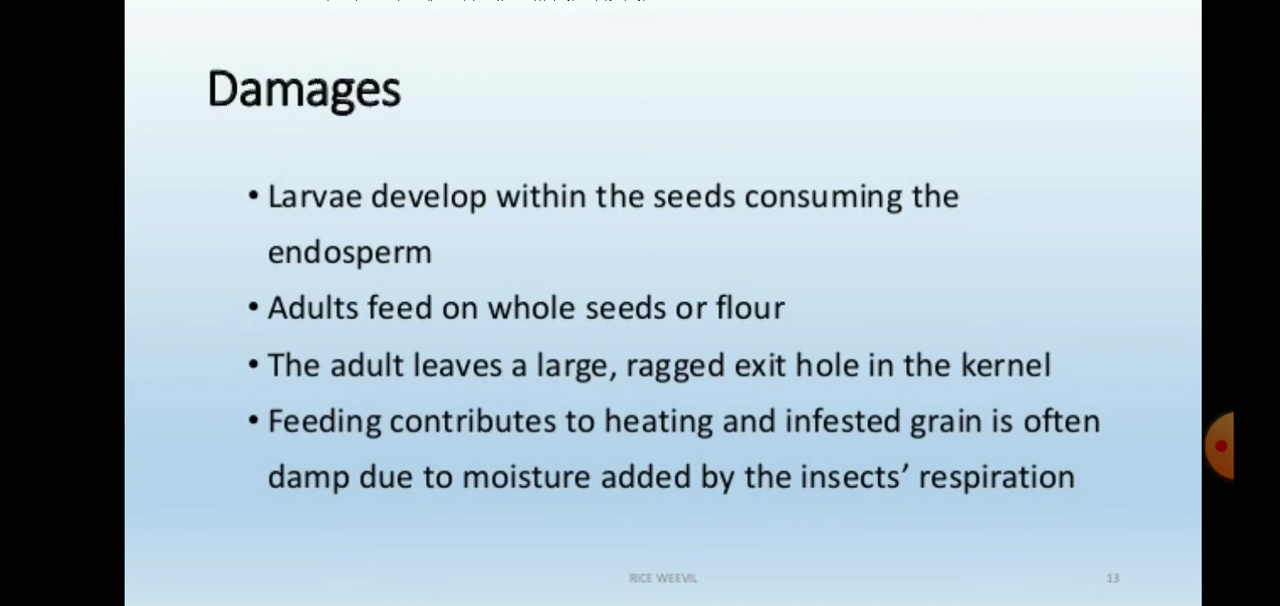 Damages
• Larvae develop within the seeds consuming the
endosperm
• Adults feed on whole seeds or flour
• The adult leaves a large, ragged exit hole in the kernel
• Feeding contributes to heating and infested grain is often
damp due to moisture added by the insects’ respiration
RICE WEEVIL
13